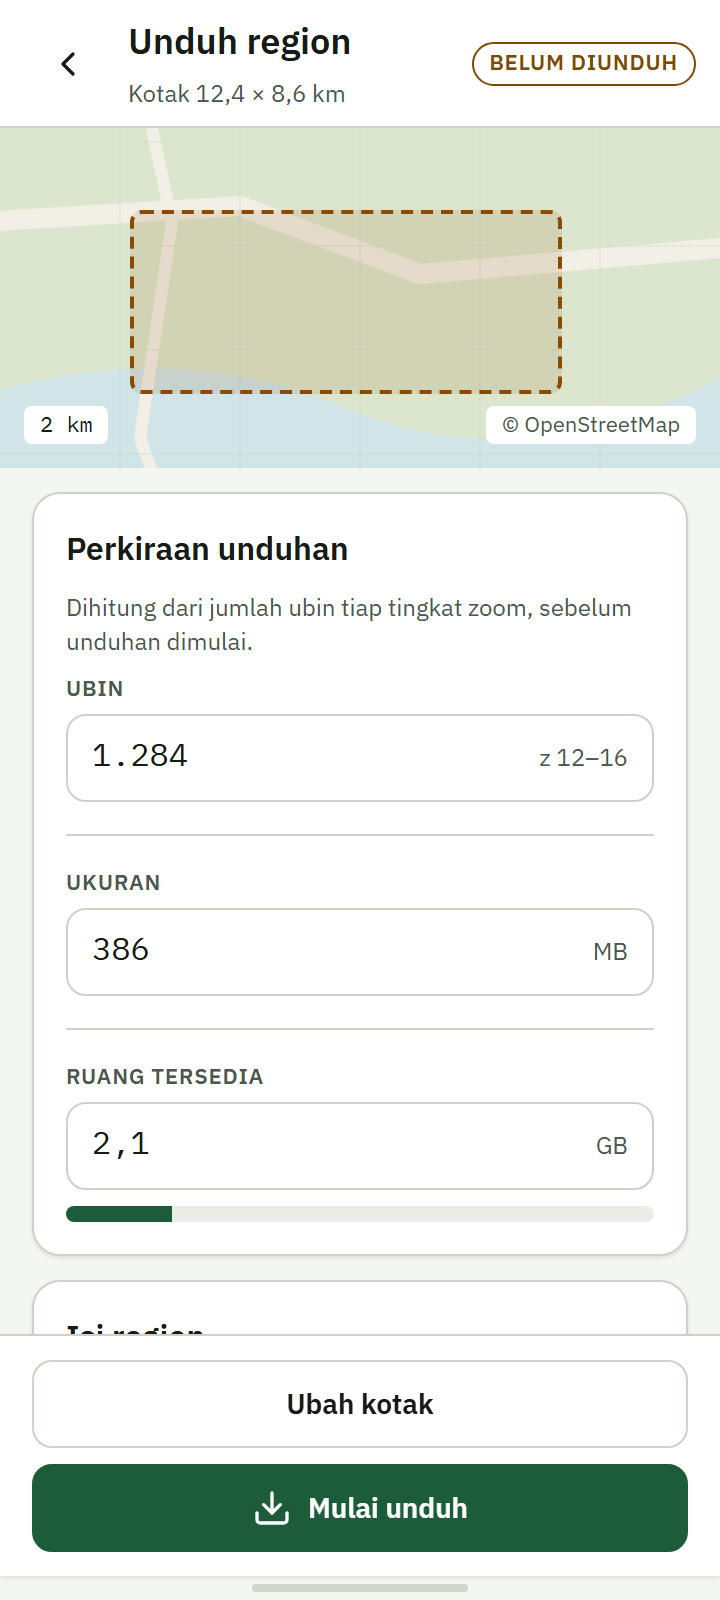 Unduh region
Kotak 12,4 × 8,6 km
BELUM DIUNDUH
2 km
© OpenStreetMap
Perkiraan unduhan
Dihitung dari jumlah ubin tiap tingkat zoom, sebelum
unduhan dimulai.
UBIN
1.284
z 12–16
UKURAN
386
MB
RUANG TERSEDIA
2,1
GB
Isi region
Ubah kotak
Mulai unduh